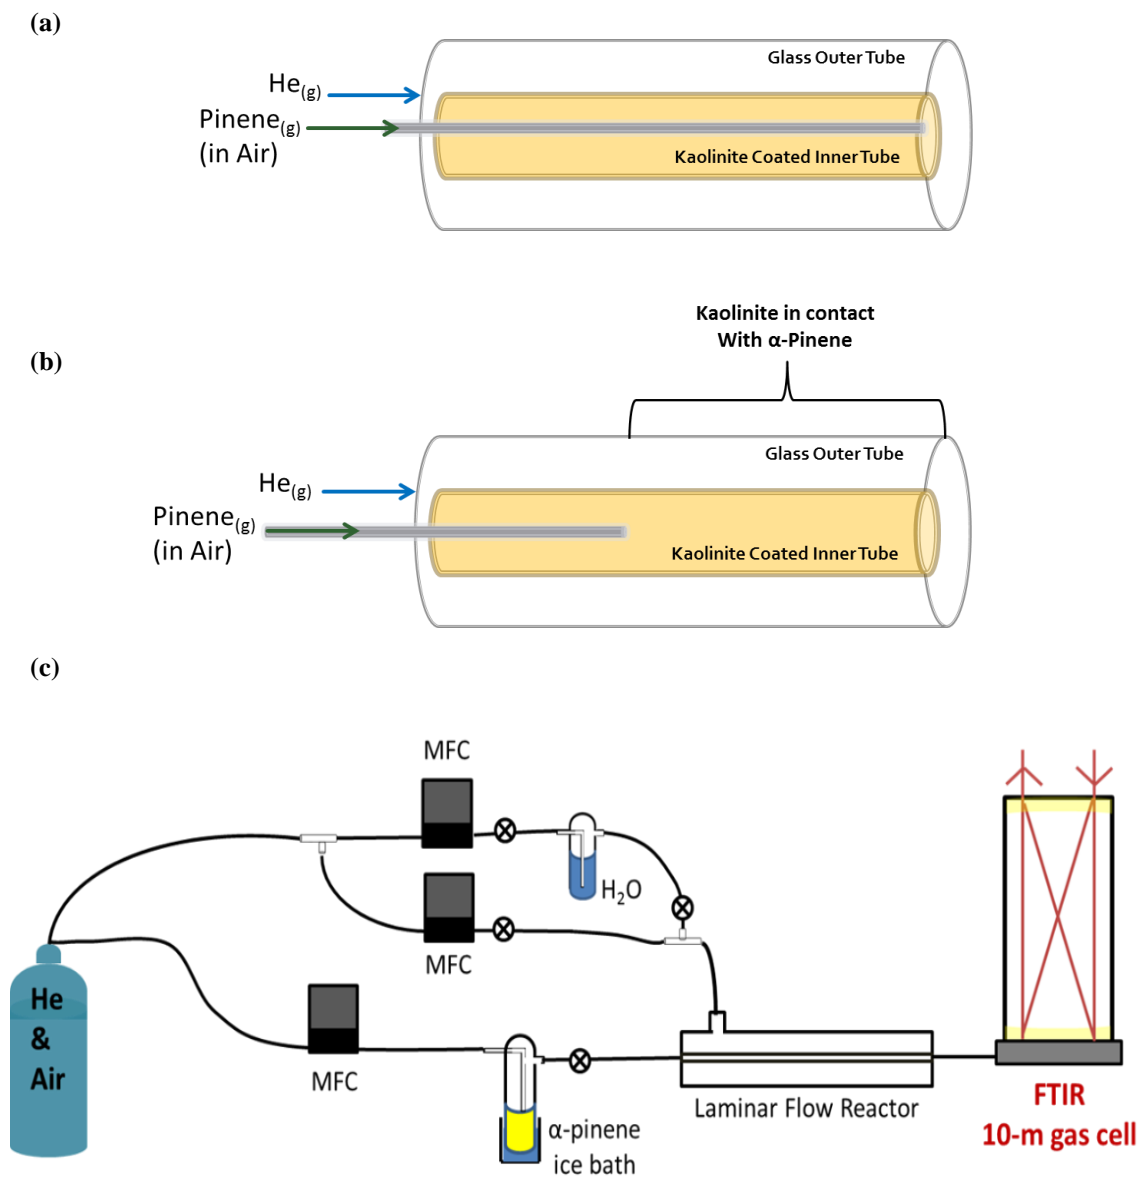 (a)
Glass Outer Tube
He(g)
Pinene(g)
(in Air)
Kaolinite Coated Inner Tube
Kaolinite in contact
With α-Pinene
(b)
Glass Outer Tube
He(g)
Pinene(g)
(in Air)
Kaolinite Coated Inner Tube
(c)
MFC
H2O
MFC
He
&
Air
MFC
α-pinene
ice bath
Laminar Flow Reactor
FTIR
10-m gas cell